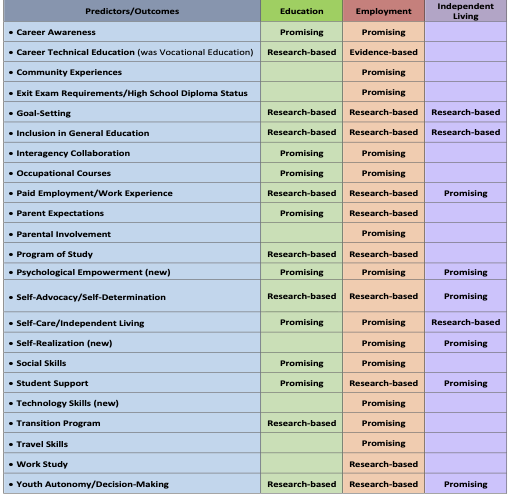 Predictors/Outcomes Education Employment Independent Living
• Career Awareness Promising Promising
• Career Technical Education (was Vocational Education) Research-based Evidence-based
• Community Experiences Promising
• Exit Exam Requirements/High School Diploma Status Promising
• Goal-Setting Research-based Research-based Research-based
• Inclusion in General Education Research-based Research-based Research-based
• Interagency Collaboration Promising Promising
• Occupational Courses Promising Promising
• Paid Employment/Work Experience Research-based Research-based Promising
• Parent Expectations Promising Research-based
• Parental Involvement Promising
• Program of Study Research-based Research-based
• Psychological Empowerment (new) Promising Promising Promising
• Self-Advocacy/Self-Determination Research-based Research-based Promising
• Self-Care/Independent Living Promising Promising Research-based
• Self-Realization (new) Promising Promising
• Social Skills Promising Promising
• Student Support Promising Research-based Promising
• Technology Skills (new) Promising
• Transition Program Research-based Promising
• Travel Skills Promising
• Work Study Research-based
• Youth Autonomy/Decision-Making Research-based Research-based Promising